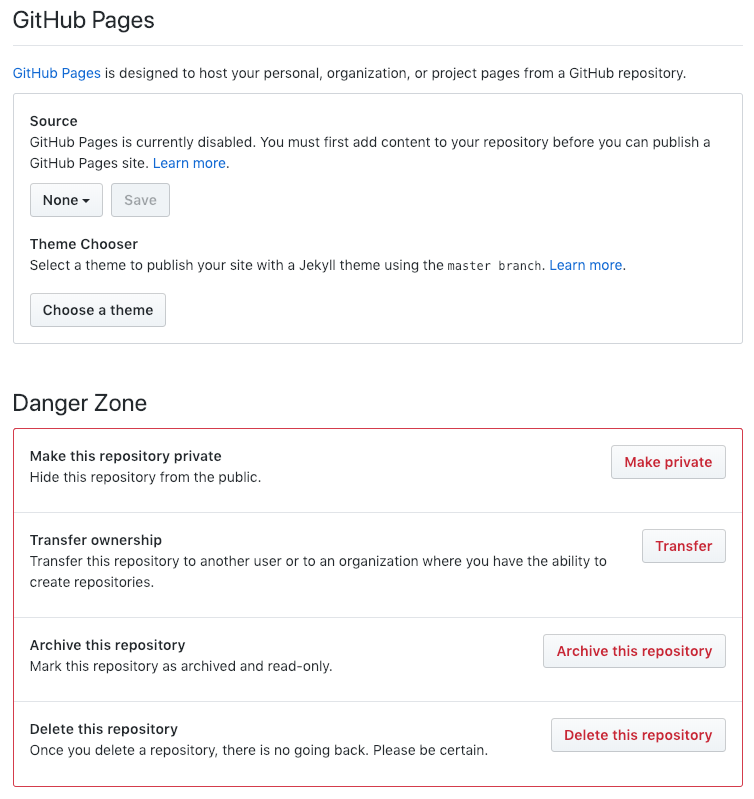 GitHub Pages
GitHub Pages is designed to host your personal, organization, or project pages from a GitHub repository.
Source
GitHub Pages is currently disabled. You must first add content to your repository before you can publish a
GitHub Pages site. Learn more.
None Save
Theme Chooser
Select a theme to publish your site with a Jekyll theme using the master branch. Learn more.
Choose a theme
Danger Zone
Make this repository private
Hide this repository from the public.
Make private
Transfer ownership
Transfer this repository to another user or to an organization where you have the ability to
create repositories.
Transfer
Archive this repository
Mark this repository as archived and read-only.
Archive this repository
Delete this repository
Once you delete a repository, there is no going back. Please be certain.
Delete this repository